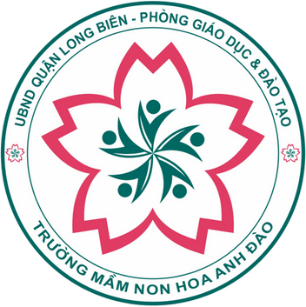 UBND QUẬN LONG BIÊN - PHÒNG GIÁO DỤC & ĐÀO TẠO
TRƯỜNG MẦM NON HOA ANH ĐÀO